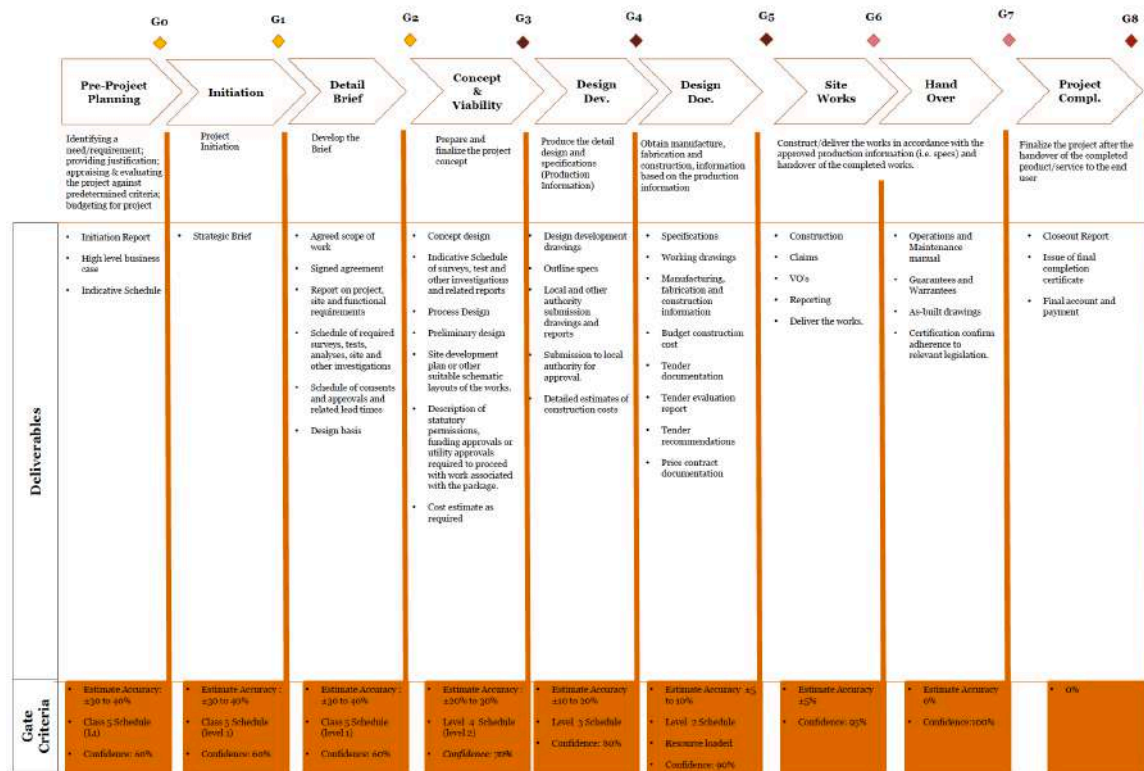 G0
G1
G2
G3
G4
G5
G6
G7
G8
Pre-Project
Planning
Initiation
Detail
Brief
Concept
&
Viability
Design
Dev.
Design
Doc.
Site
Works
Hand
Over
Project
Compl.
Identifying a
need/requirement;
providing justification;
appraising & evaluating
the project against
predetermined criteria;
budgeting for project
Project
Initiation
Develop the
Brief
Prepare and
finalize the project
concept
Produce the detail
design and
specifications
(Production
Information)
Obtain manufacture,
fabrication and
construction, information
based on the production
information
Construct/deliver the works in accordance with the
approved production information (i.e. specs) and
handover of the completed works.
Finalize the project after the
handover of the completed
product/service to the end
user
Deliverables
• Initiation Report
• High level business
case
• Indicative Schedule
• Strategic Brief
• Agreed scope of
work
• Signed agreement
• Report on project,
site and functional
requirements
• Schedule of required
surveys, tests,
analyses, site and
other investigations
• Schedule of consents
and approvals and
related lead times
• Design basis
• Concept design
• Indicative Schedule
of surveys, test and
other investigations
and related reports
• Process Design
• Preliminary design
• Site development
plan or other
suitable schematic
layouts of the works.
• Description of
statutory
permissions,
funding approvals or
utility approvals
required to proceed
with work associated
with the package.
• Cost estimate as
required
• Design development
drawings
• Outline specs
• Local and other
authority
submission
drawings and
reports
• Submission to local
authority for
approval.
• Detailed estimates of
construction costs
• Specifications
• Working drawings
• Manufacturing,
fabrication and
construction
information
• Budget construction
cost
• Tender
documentation
• Tender evaluation
report
• Tender
recommendations
• Price contract
documentation
• Construction
• Claims
• VO's
• Reporting
• Deliver the works.
• Operations and
Maintenance
manual
• Guarantees and
Warrantees
• As-built drawings
• Certification confirm
adherence to
relevant legislation.
• Closeout Report
• Issue of final
completion
certificate
• Final account and
payment
Gate
Criteria
• Estimate Accuracy:
±30 to 40%
• Class 5 Schedule
(L1)
• Confidence: 60%
• Estimate Accuracy :
±30 to 40%
• Class 5 Schedule
(level 1)
• Confidence: 60%
• Estimate Accuracy :
±30 to 40%
• Class 5 Schedule
(level 1)
• Confidence: 60%
• Estimate Accuracy :
±20% to 30%
• Level 4 Schedule
(level 2)
• Confidence: 70%
• Estimate Accuracy
±10 to 20%
• Level 3 Schedule
• Confidence: 80%
• Estimate Accuracy ±5
to 10%
• Level 2 Schedule
• Resource loaded
• Confidence: 90%
• Estimate Accuracy
±5%
• Confidence: 95%
• Estimate Accuracy
0%
• Confidence:100%
• 0%